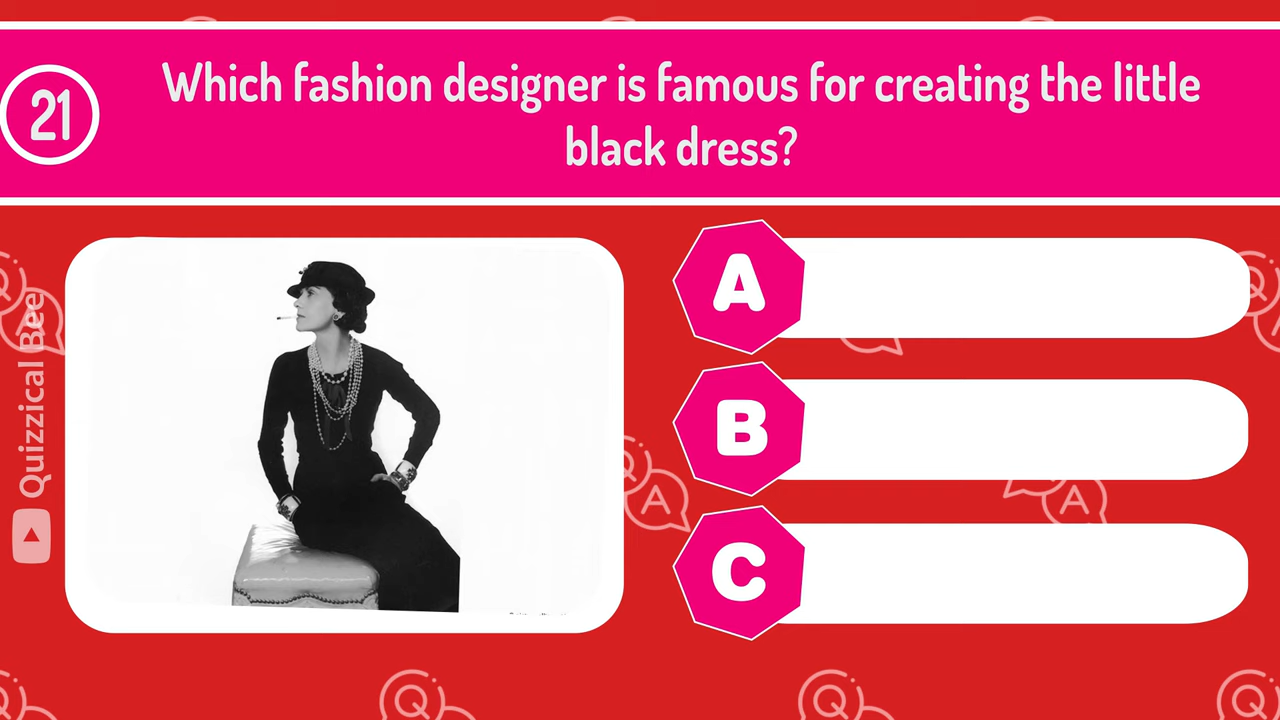 21
Which fashion designer is famous for creating the little
black dress?
Quizzical Bee
A
B
C
A
A
Q
Q
Q